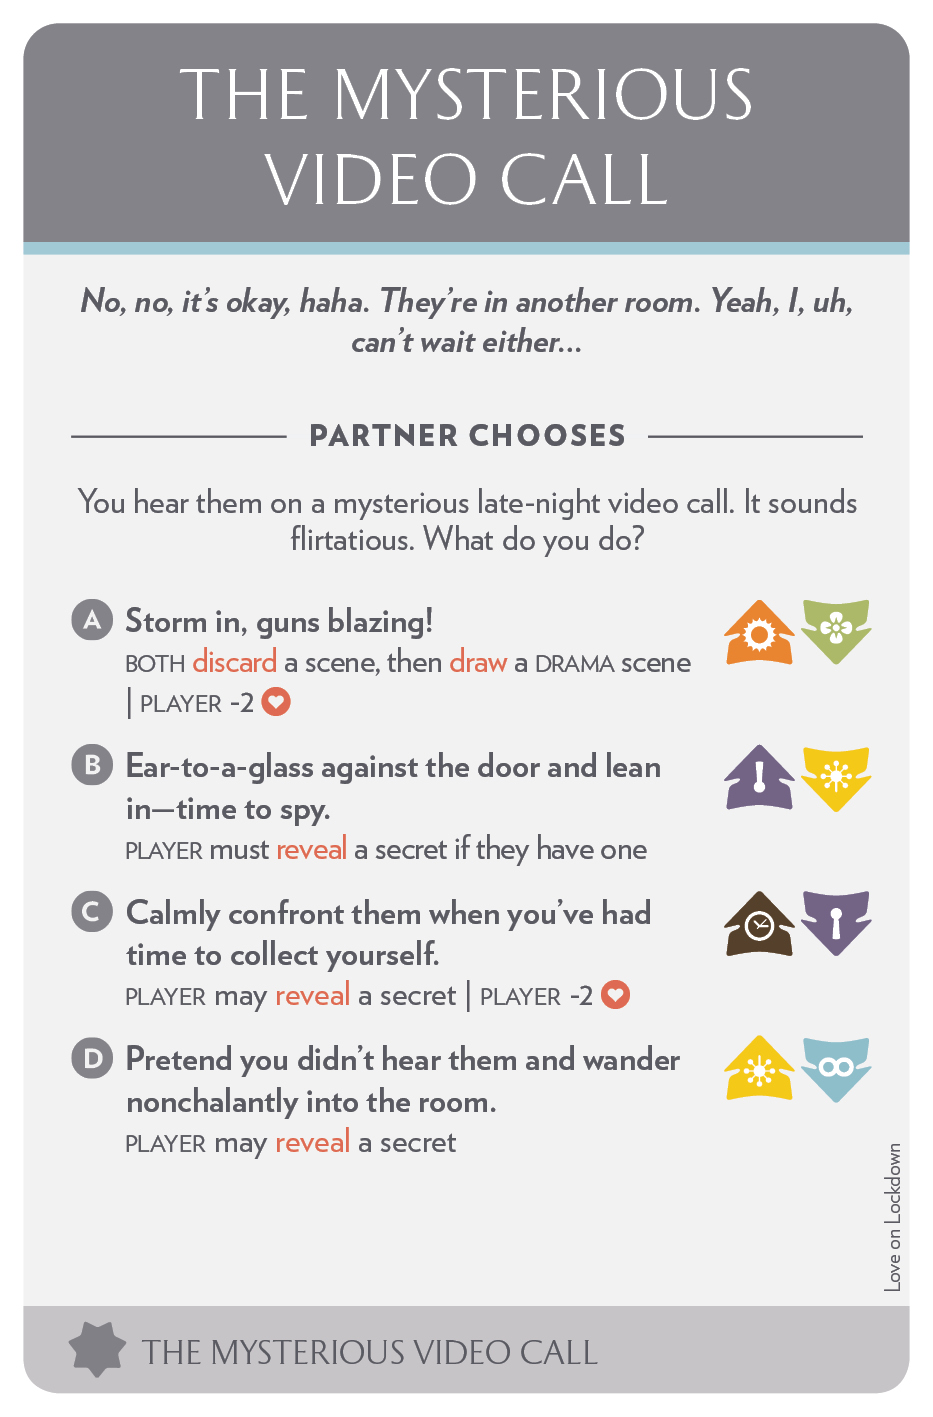 THE MYSTERIOUS
VIDEO CALL
No, no, it's okay, haha. They're in another room. Yeah, I, uh,
can't wait either...
PARTNER CHOOSES
You hear them on a mysterious late-night video call. It sounds
flirtatious. What do you do?
A Storm in, guns blazing!
BOTH discard a scene, then draw a DRAMA scene
| PLAYER -2
B Ear-to-a-glass against the door and lean
in—time to spy.
PLAYER must reveal a secret if they have one
C Calmly confront them when you've had
time to collect yourself.
PLAYER may reveal a secret | PLAYER -2
D Pretend you didn't hear them and wander
nonchalantly into the room.
PLAYER may reveal a secret
Love on Lockdown
THE MYSTERIOUS VIDEO CALL